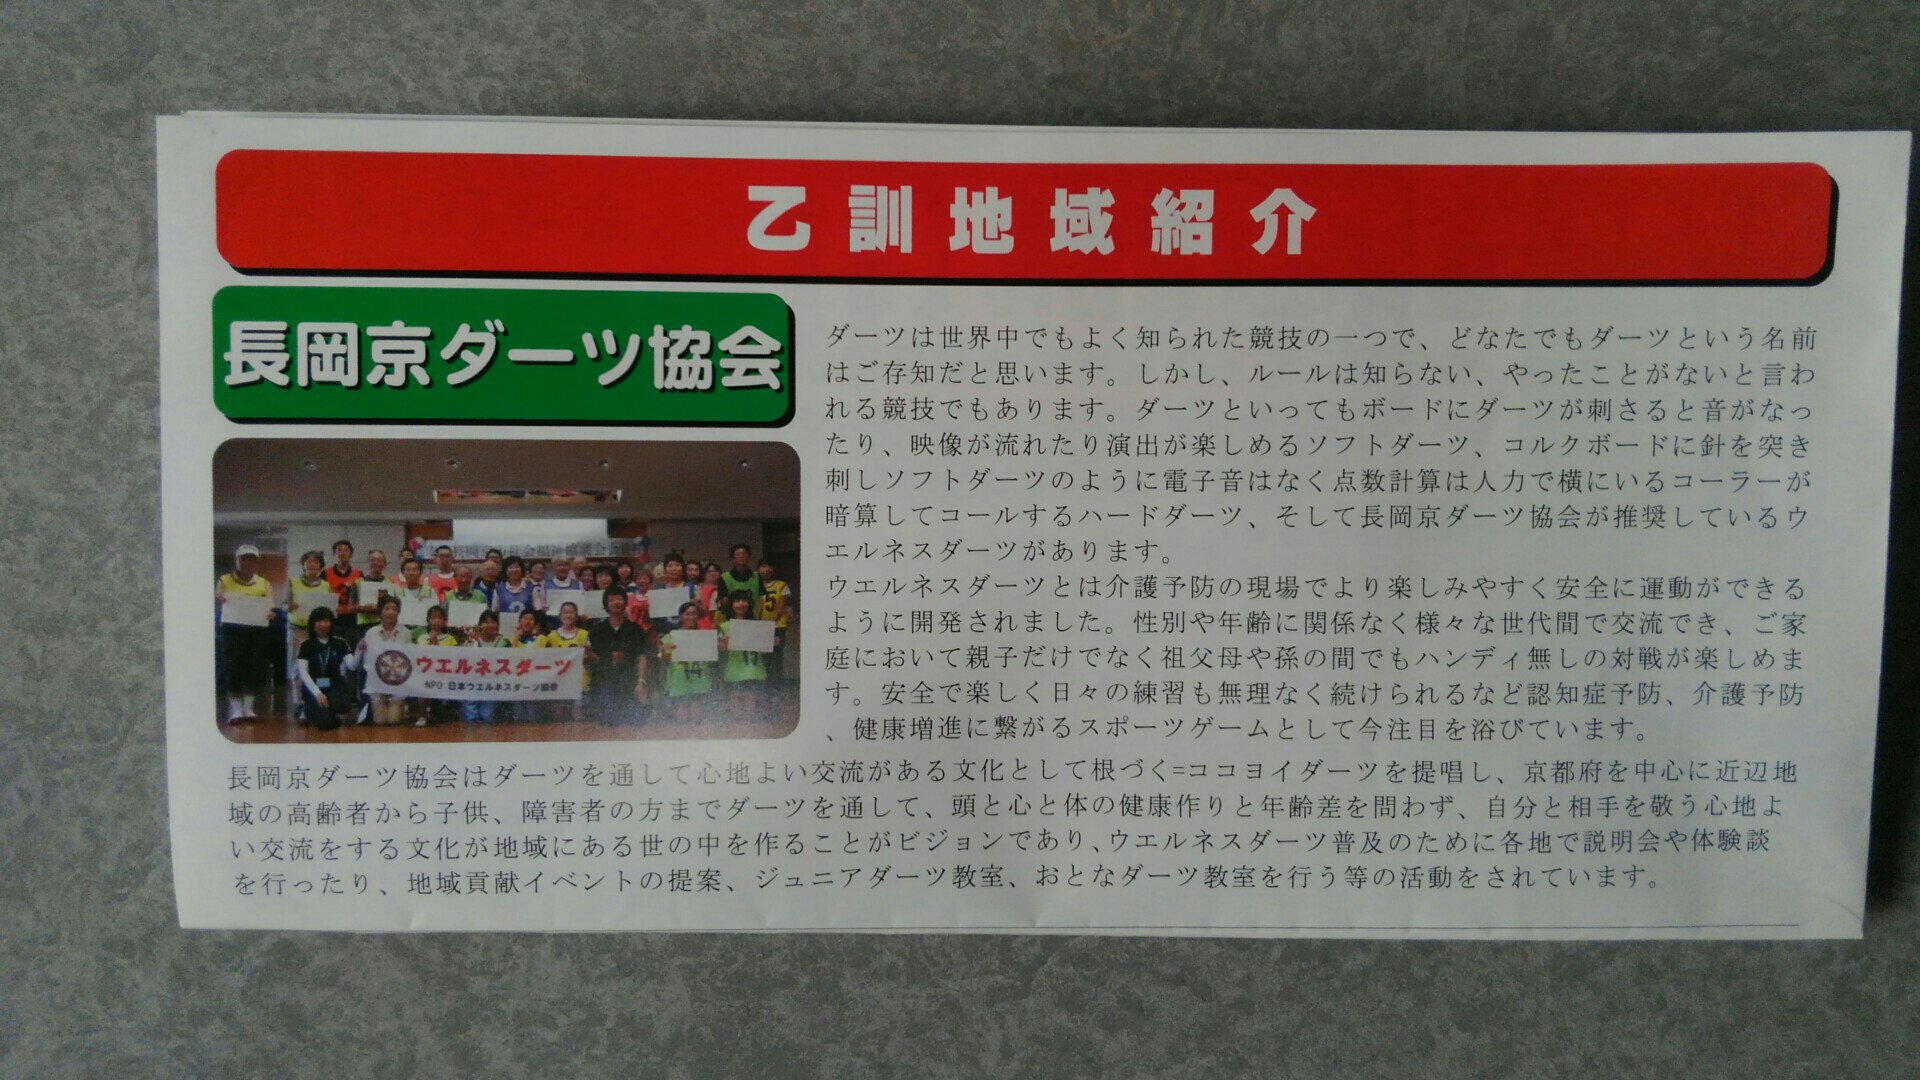 乙訓地域紹介
長岡京ダーツ協会
ウエルネスダーツ
NPO 日本ウエルネスダーツ協会
ダーツは世界中でもよく知られた競技の一つで、どなたでもダーツという名前
はご存知だと思います。しかし、ルールは知らない、やったことがないと言わ
れる競技でもあります。ダーツといってもボードにダーツが刺さると音がなっ
たり、映像が流れたり演出が楽しめるソフトダーツ、コルクボードに針を突き
刺しソフトダーツのように電子音はなく点数計算は人力で横にいるコーラーが
暗算してコールするハードダーツ、そして長岡京ダーツ協会が推奨しているウ
エルネスダーツがあります。
ウエルネスダーツとは介護予防の現場でより楽しみやすく安全に運動ができる
ように開発されました。性別や年齢に関係なく様々な世代間で交流でき、ご家
庭において親子だけでなく祖父母や孫の間でもハンディ無しの対戦が楽しめま
す。安全で楽しく日々の練習も無理なく続けられるなど認知症予防、介護予防
、健康増進に繋がるスポーツゲームとして今注目を浴びています。
長岡京ダーツ協会はダーツを通して心地よい交流がある文化として根づく=ココヨイダーツを提唱し、京都府を中心に近辺地
域の高齢者から子供、障害者の方までダーツを通して、頭と心と体の健康作りと年齢差を問わず、自分と相手を敬う心地よ
い交流をする文化が地域にある世の中を作ることがビジョンであり、ウエルネスダーツ普及のために各地で説明会や体験談
を行ったり、地域貢献イベントの提案、ジュニアダーツ教室、おとなダーツ教室を行う等の活動をされています。